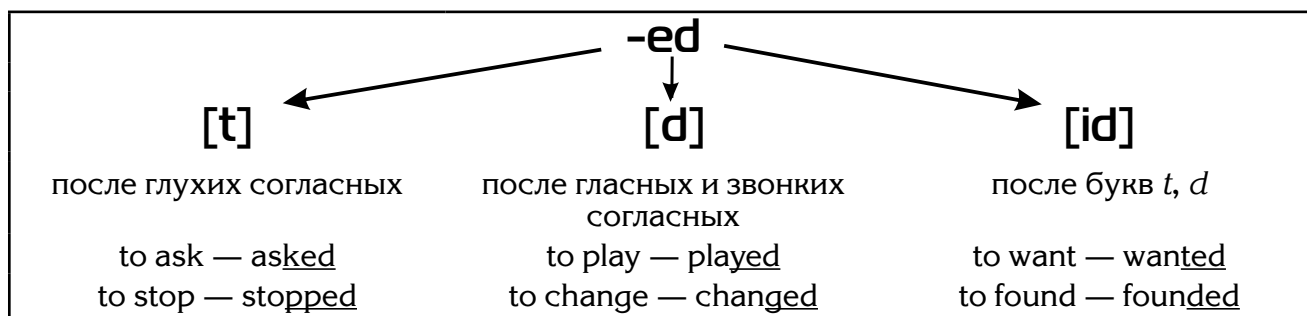 -ed
[t] [d] [id]
после глухих согласных
после гласных и звонких
согласных
после букв t, d
to ask — asked to play — played to want — wanted
to stop — stopped to change — changed to found — founded